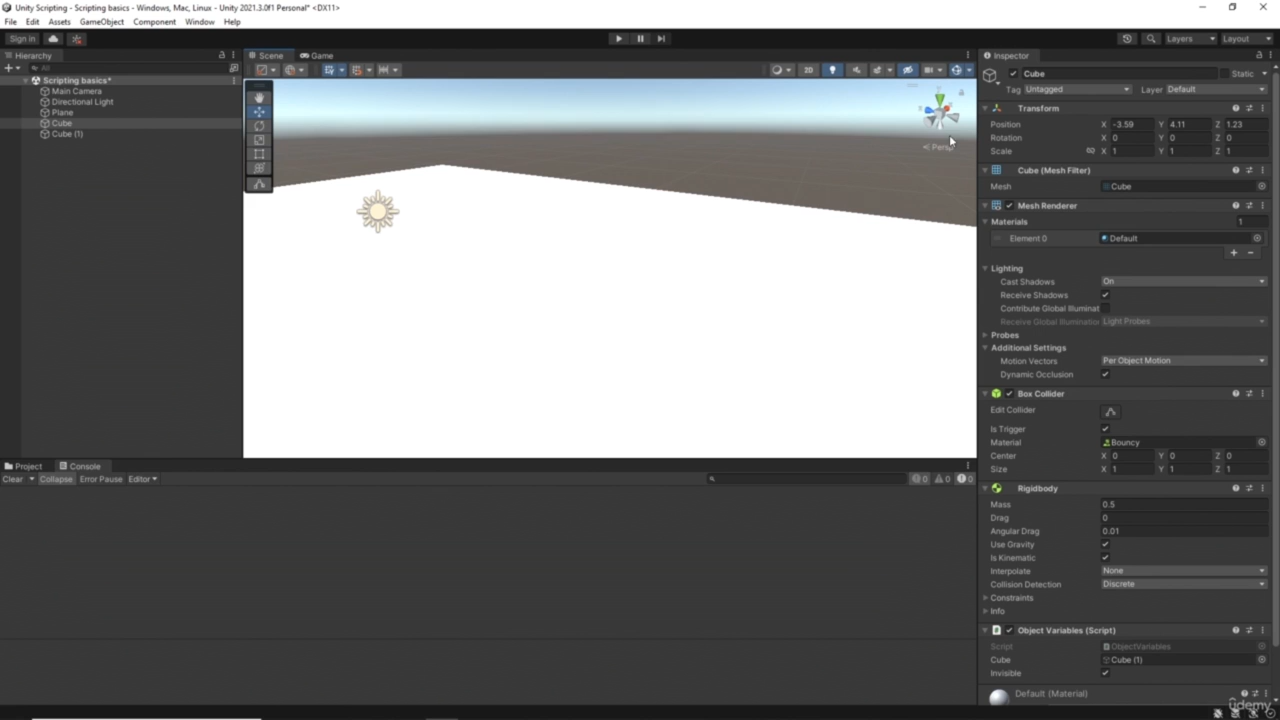 Unity Scripting - Scripting basics - Windows, Mac, Linux - Unity 2021.3.0f1 Personal* <DX11>
File Edit Assets GameObject Component Window Help
Sign in
Layers Layout
Hierarchy
All
Scripting basics*
Main Camera
Directional Light
Plane
Cube
Cube (1)
Scene Game
2D
Persp
Project Console
Clear Collapse Error Pause Editor
0 0 0
Inspector
Cube Static
Tag Untagged Layer Default
Transform
Position X -3.59 Y 4.11 Z 1.23
Rotation X 0 Y 0 Z 0
Scale X 1 Y 1 Z 1
Cube (Mesh Filter)
Mesh Cube
Mesh Renderer
Materials 1
Element 0 Default
Lighting
Cast Shadows On
Receive Shadows
Contribute Global Illuminat
Receive Global Illumination Light Probes
Probes
Additional Settings
Motion Vectors Per Object Motion
Dynamic Occlusion
Box Collider
Edit Collider
Is Trigger
Material Bouncy
Center X 0 Y 0 Z 0
Size X 1 Y 1 Z 1
Rigidbody
Mass 0.5
Drag 0
Angular Drag 0.01
Use Gravity
Is Kinematic
Interpolate None
Collision Detection Discrete
Constraints
Info
Object Variables (Script)
Script ObjectVariables
Cube Cube (1)
Invisible
Default (Material)
udemy